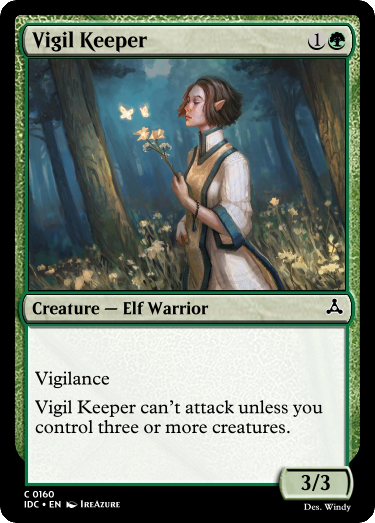 Vigil Keeper 1
Creature — Elf Warrior
Vigilance
Vigil Keeper can't attack unless you
control three or more creatures.
3/3
C 0160
IDC • EN IreAzure
Des. Windy